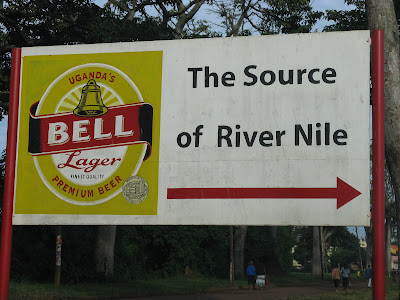 UGANDA'S
BELL
Lager
FINEST QUALITY
PREMIUM BEER
The Source
of River Nile